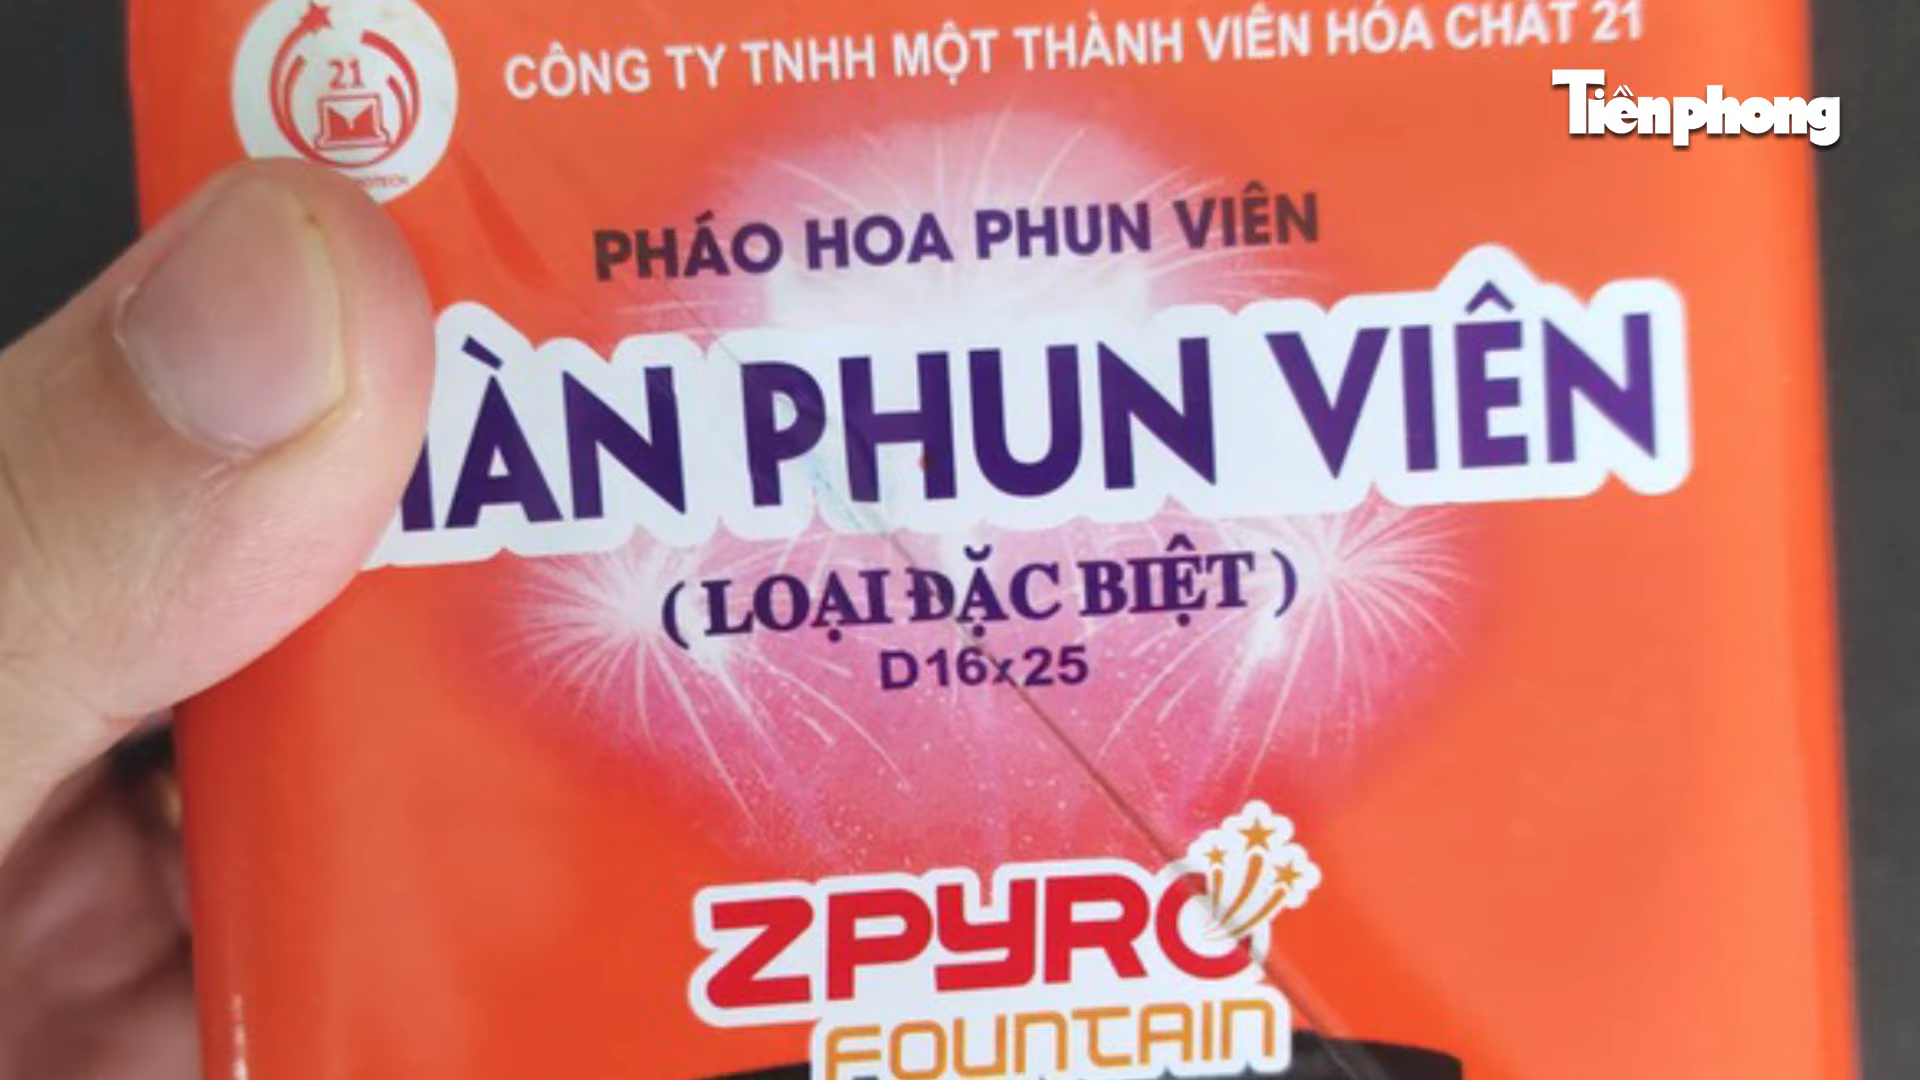 CÔNG TY TNHH MỘT THÀNH VIÊN HÓA CHẤT 21
Tiềnphong
21
PHÁO HOA PHUN VIÊN
ÀN PHUN VIÊN
( LOẠI ĐẶC BIỆT )
D16x25
ZPYRO
FOUNTAIN